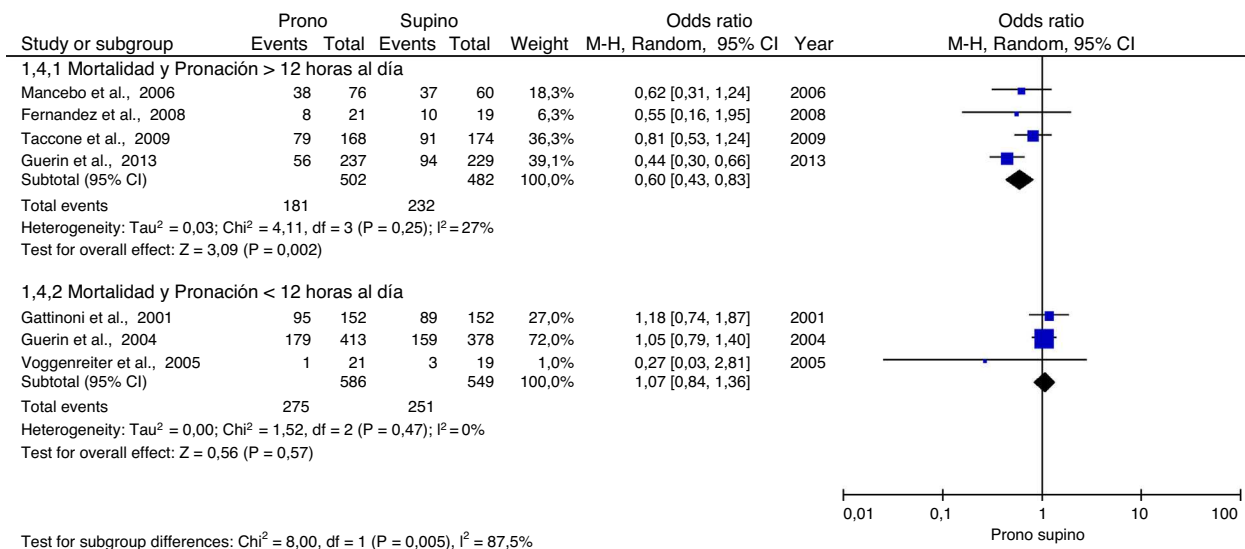 Prono Supino Odds ratio Odds ratio
Study or subgroup Events Total Events Total Weight M-H, Random, 95% CI Year M-H, Random, 95% CI
1,4,1 Mortalidad y Pronación > 12 horas al día
Mancebo et al., 2006 38 76 37 60 18,3% 0,62 [0,31, 1,24] 2006
Fernandez et al., 2008 8 21 10 19 6,3% 0,55 [0,16, 1,95] 2008
Taccone et al., 2009 79 168 91 174 36,3% 0,81 [0,53, 1,24] 2009
Guerin et al., 2013 56 237 94 229 39,1% 0,44 [0,30, 0,66] 2013
Subtotal (95% CI) 502 482 100,0% 0,60 [0,43, 0,83]
Total events 181 232
Heterogeneity: Tau² = 0,03; Chi² = 4,11, df = 3 (P = 0,25); I² = 27%
Test for overall effect: Z = 3,09 (P = 0,002)
1,4,2 Mortalidad y Pronación < 12 horas al día
Gattinoni et al., 2001 95 152 89 152 27,0% 1,18 [0,74, 1,87] 2001
Guerin et al., 2004 179 413 159 378 72,0% 1,05 [0,79, 1,40] 2004
Voggenreiter et al., 2005 1 21 3 19 1,0% 0,27 [0,03, 2,81] 2005
Subtotal (95% CI) 586 549 100,0% 1,07 [0,84, 1,36]
Total events 275 251
Heterogeneity: Tau² = 0,00; Chi² = 1,52, df = 2 (P = 0,47); I² = 0%
Test for overall effect: Z = 0,56 (P = 0,57)
0,01 0,1 1 10 100
Prono supino
Test for subgroup differences: Chi² = 8,00, df = 1 (P = 0,005), I² = 87,5%